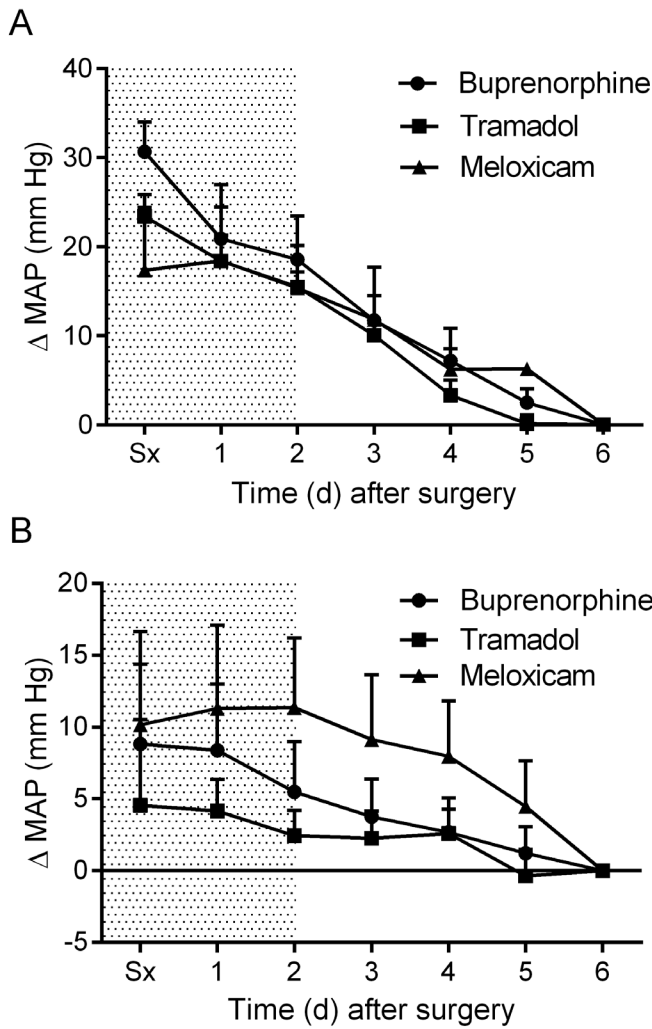 A
40
30
20
10
0
Δ MAP (mm Hg)
Buprenorphine
Tramadol
Meloxicam
Sx 1 2 3 4 5 6
Time (d) after surgery
B
20
15
10
5
0
-5
Δ MAP (mm Hg)
Buprenorphine
Tramadol
Meloxicam
Sx 1 2 3 4 5 6
Time (d) after surgery